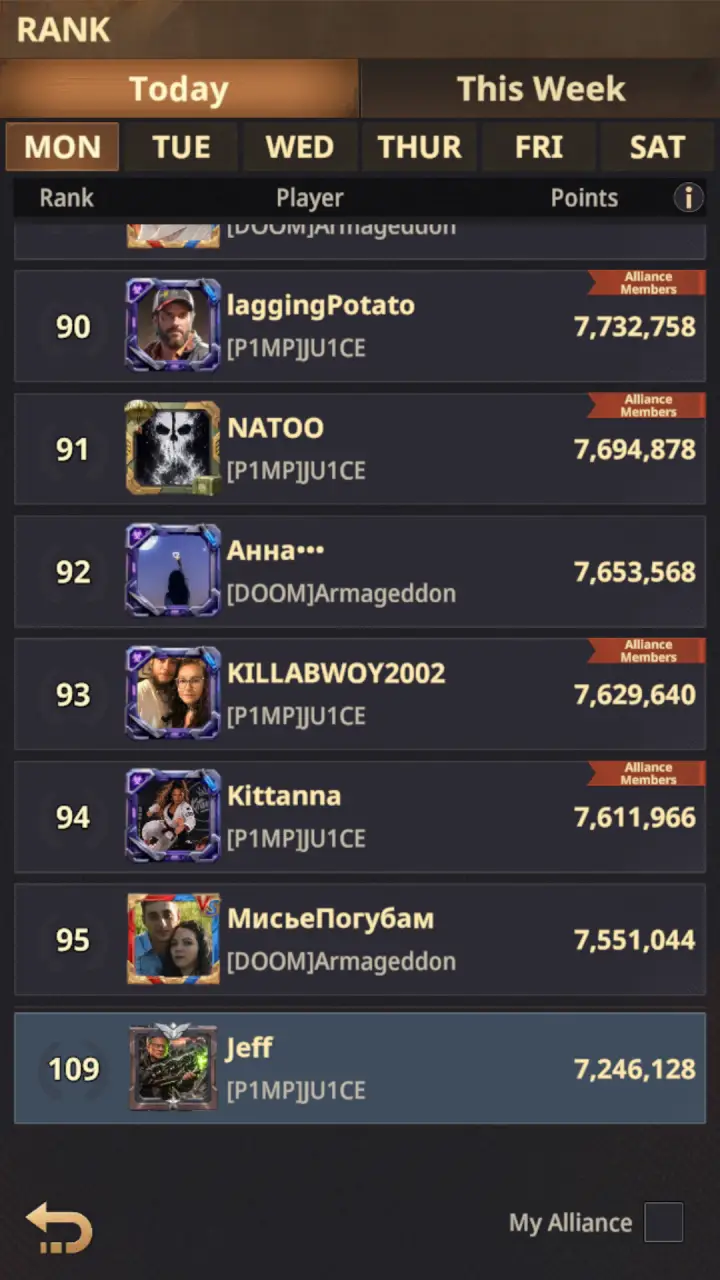 RANK
Today
This Week
MON TUE WED THUR FRI SAT
Rank Player Points
[DOOM]Armageddon
Alliance
Members
90 laggingPotato 7,732,758
[P1MP]JU1CE
Alliance
Members
91 NATOO 7,694,878
[P1MP]JU1CE
92 Анна••• 7,653,568
[DOOM]Armageddon
Alliance
Members
93 KILLABWOY2002 7,629,640
[P1MP]JU1CE
Alliance
Members
94 Kittanna 7,611,966
[P1MP]JU1CE
VS
95 МисьеПогубам 7,551,044
[DOOM]Armageddon
109 Jeff 7,246,128
[P1MP]JU1CE
My Alliance